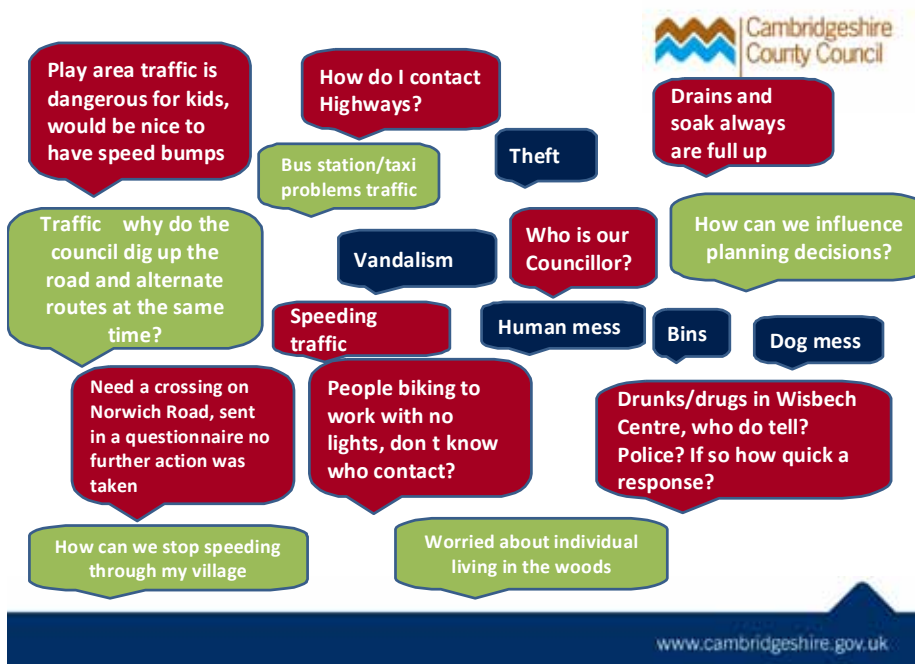 Cambridgeshire
County Council
Play area traffic is
dangerous for kids,
would be nice to
have speed bumps
How do I contact
Highways?
Drains and
soak always
are full up
Bus station/taxi
problems traffic
Theft
Traffic why do the
council dig up the
road and alternate
routes at the same
time?
Vandalism
Who is our
Councillor?
How can we influence
planning decisions?
Speeding
traffic
Human mess
Bins
Dog mess
Need a crossing on
Norwich Road, sent
in a questionnaire no
further action was
taken
People biking to
work with no
lights, don t know
who contact?
Drunks/drugs in Wisbech
Centre, who do tell?
Police? If so how quick a
response?
How can we stop speeding
through my village
Worried about individual
living in the woods
www.cambridgeshire.gov.uk